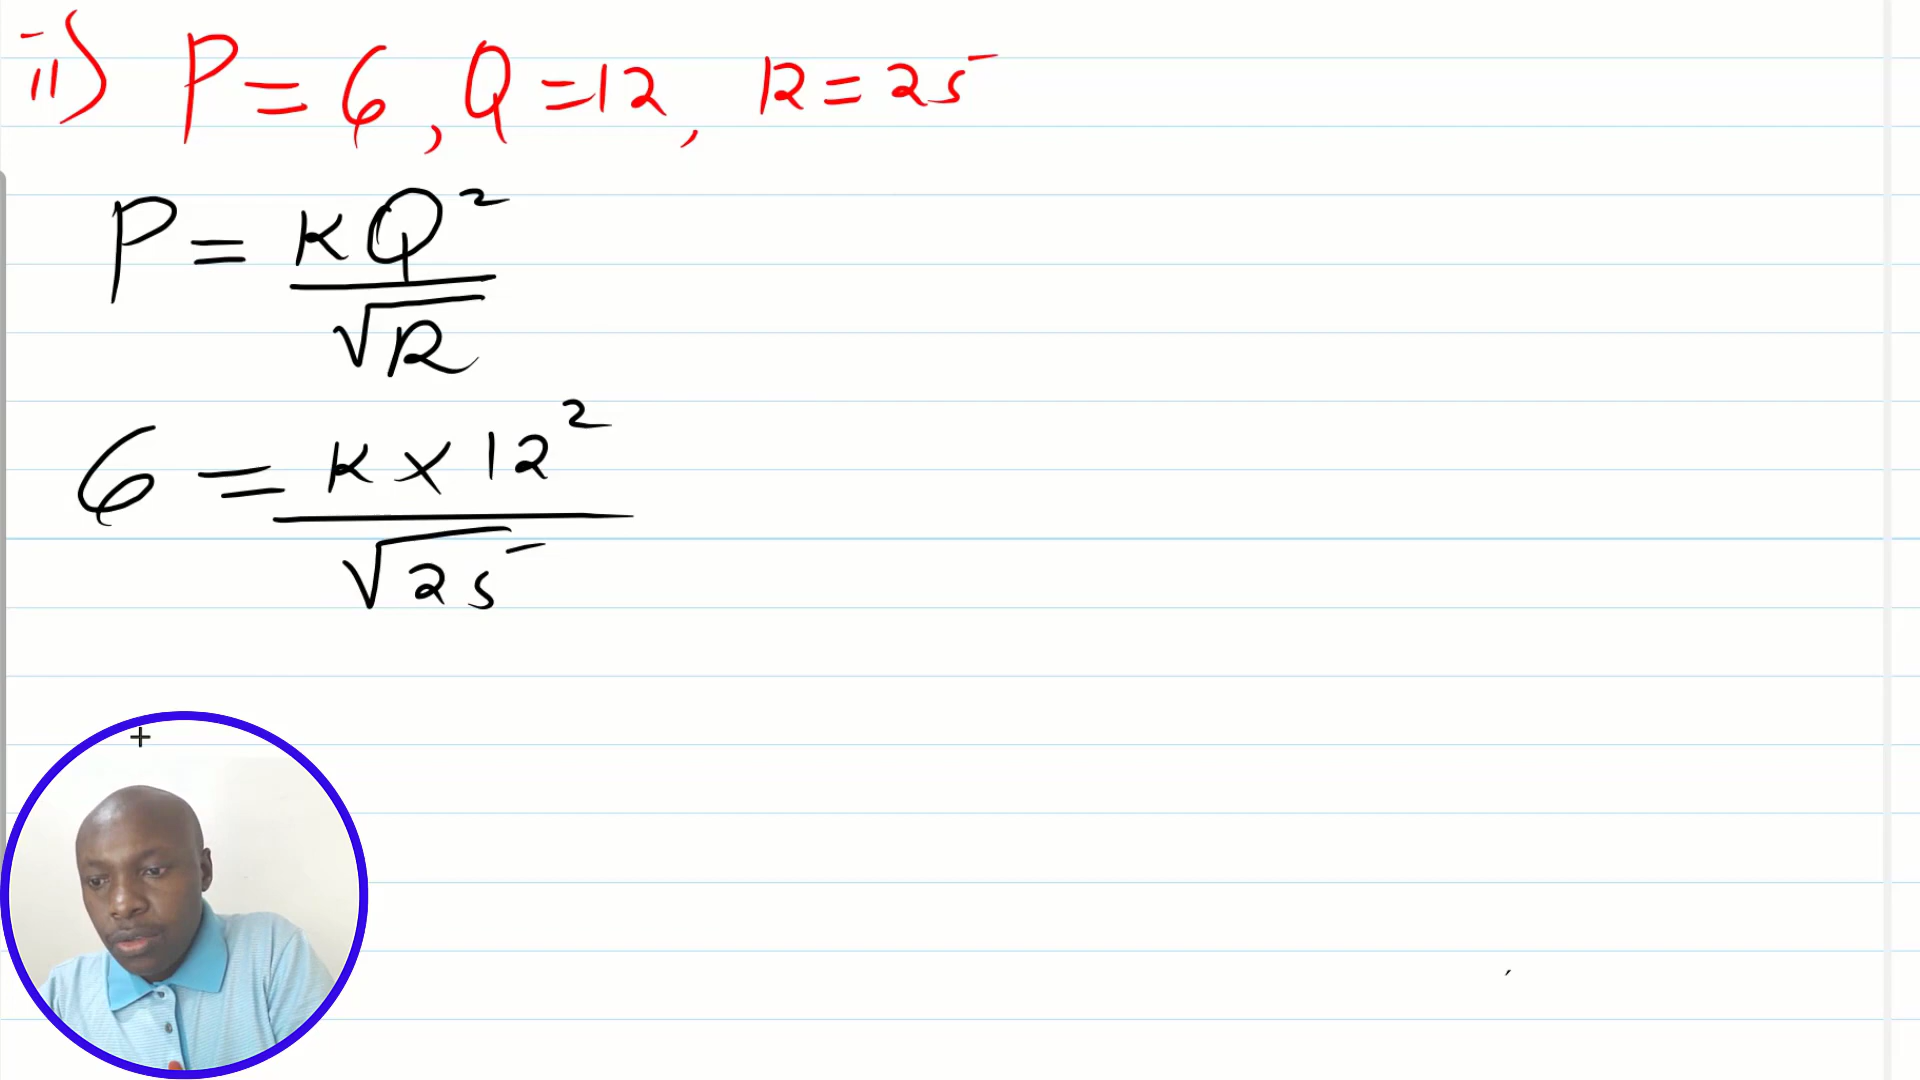 ii) P = 6, Q = 12, R = 25
P = KQ²/√R
6 = K × 12²/√25